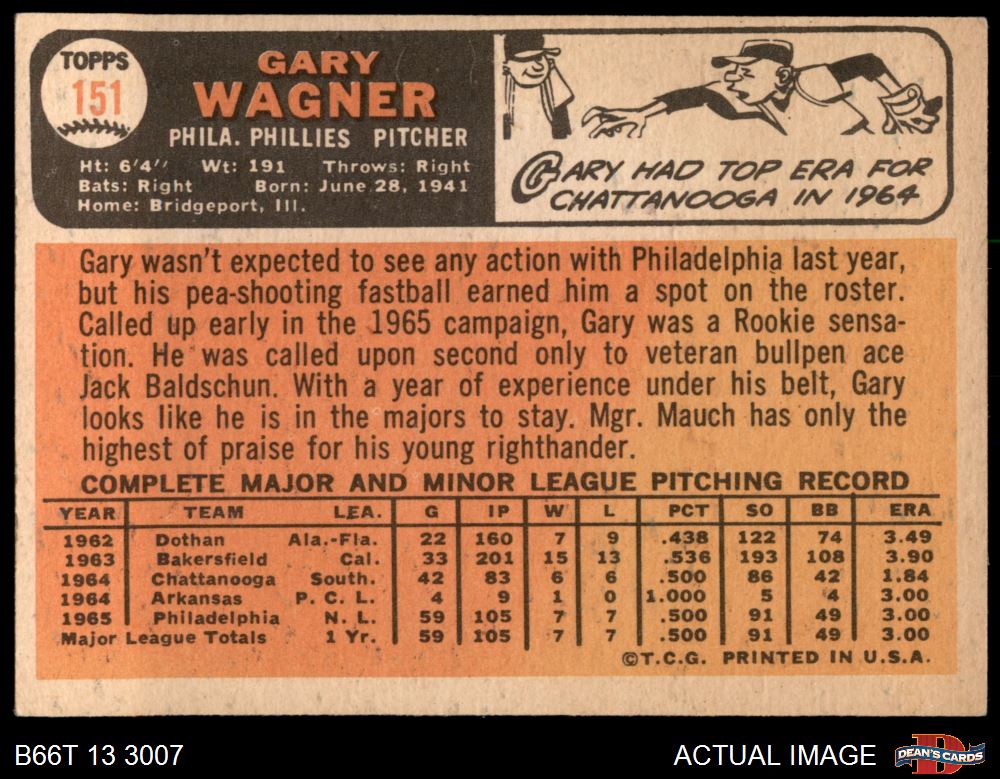 TOPPS
151
GARY
WAGNER
PHILA. PHILLIES PITCHER
Ht: 6'4'' Wt: 191 Throws: Right
Bats: Right Born: June 28, 1941
Home: Bridgeport, Ill.
GARY HAD TOP ERA FOR
CHATTANOOGA IN 1964
Gary wasn't expected to see any action with Philadelphia last year,
but his pea-shooting fastball earned him a spot on the roster.
Called up early in the 1965 campaign, Gary was a Rookie sensa-
tion. He was called upon second only to veteran bullpen ace
Jack Baldschun. With a year of experience under his belt, Gary
looks like he is in the majors to stay. Mgr. Mauch has only the
highest of praise for his young righthander.
COMPLETE MAJOR AND MINOR LEAGUE PITCHING RECORD
YEAR TEAM LEA. G IP W L PCT SO BB ERA
1962 Dothan Ala.-Fla. 22 160 7 9 .438 122 74 3.49
1963 Bakersfield Cal. 33 201 15 13 .536 193 108 3.90
1964 Chattanooga South. 42 83 6 6 .500 86 42 1.84
1964 Arkansas P. C. L. 4 9 1 0 1.000 5 4 3.00
1965 Philadelphia N. L. 59 105 7 7 .500 91 49 3.00
Major League Totals 1 Yr. 59 105 7 7 .500 91 49 3.00
©T.C.G. PRINTED IN U.S.A.
B66T 13 3007
ACTUAL IMAGE
D
DEAN'S CARDS